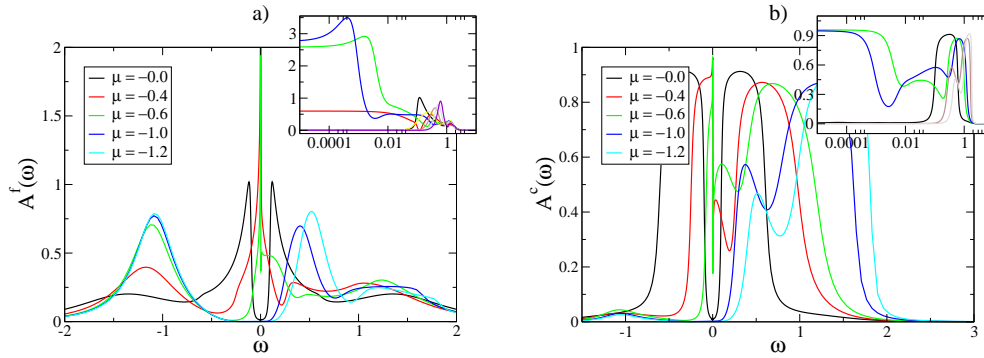 a)
3
2
1
0
0.0001
0.01
1
2
1.5
1
0.5
0
A^f(ω)
μ = −0.0
μ = −0.4
μ = −0.6
μ = −1.0
μ = −1.2
-2
-1
0
1
2
ω
b)
0.9
0.6
0.3
0
0.0001
0.01
1
1
0.8
0.6
0.4
0.2
0
A^c(ω)
μ = −0.0
μ = −0.4
μ = −0.6
μ = −1.0
μ = −1.2
-1
0
1
2
3
ω